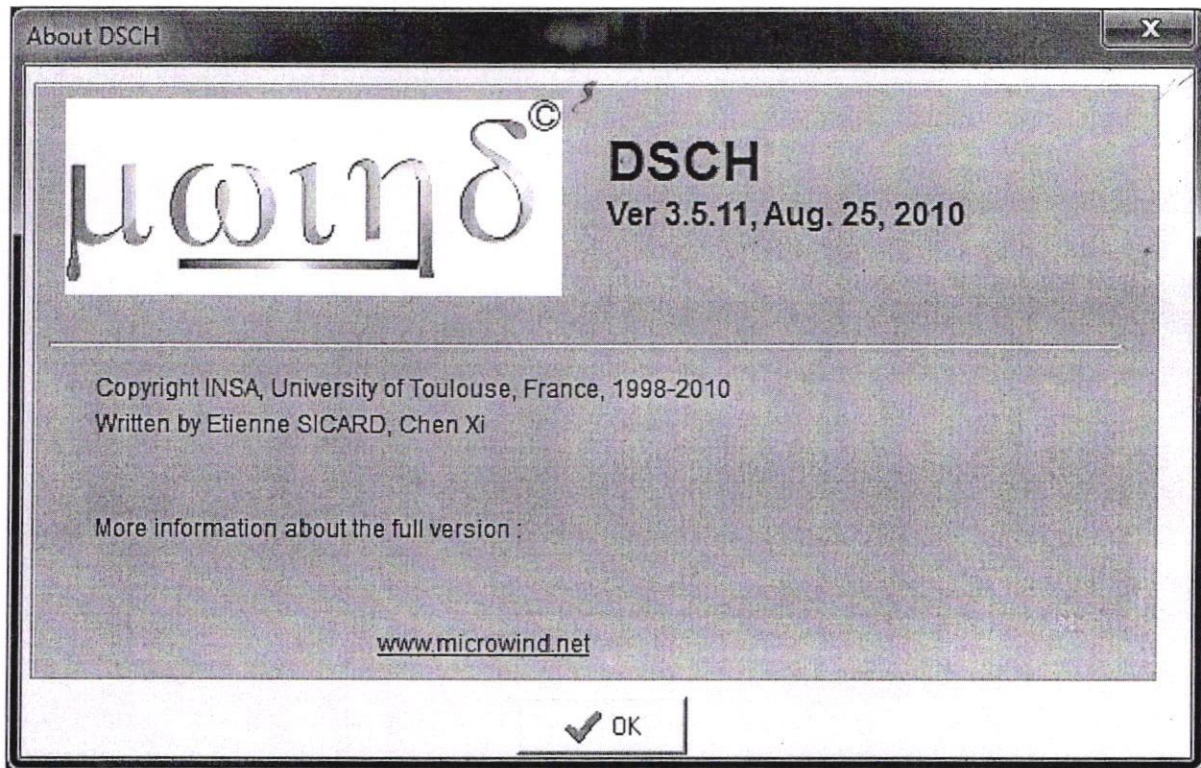 About DSCH
x
μωιηδ©
DSCH
Ver 3.5.11, Aug. 25, 2010
Copyright INSA, University of Toulouse, France, 1998-2010
Written by Etienne SICARD, Chen Xi
More information about the full version :
www.microwind.net
OK